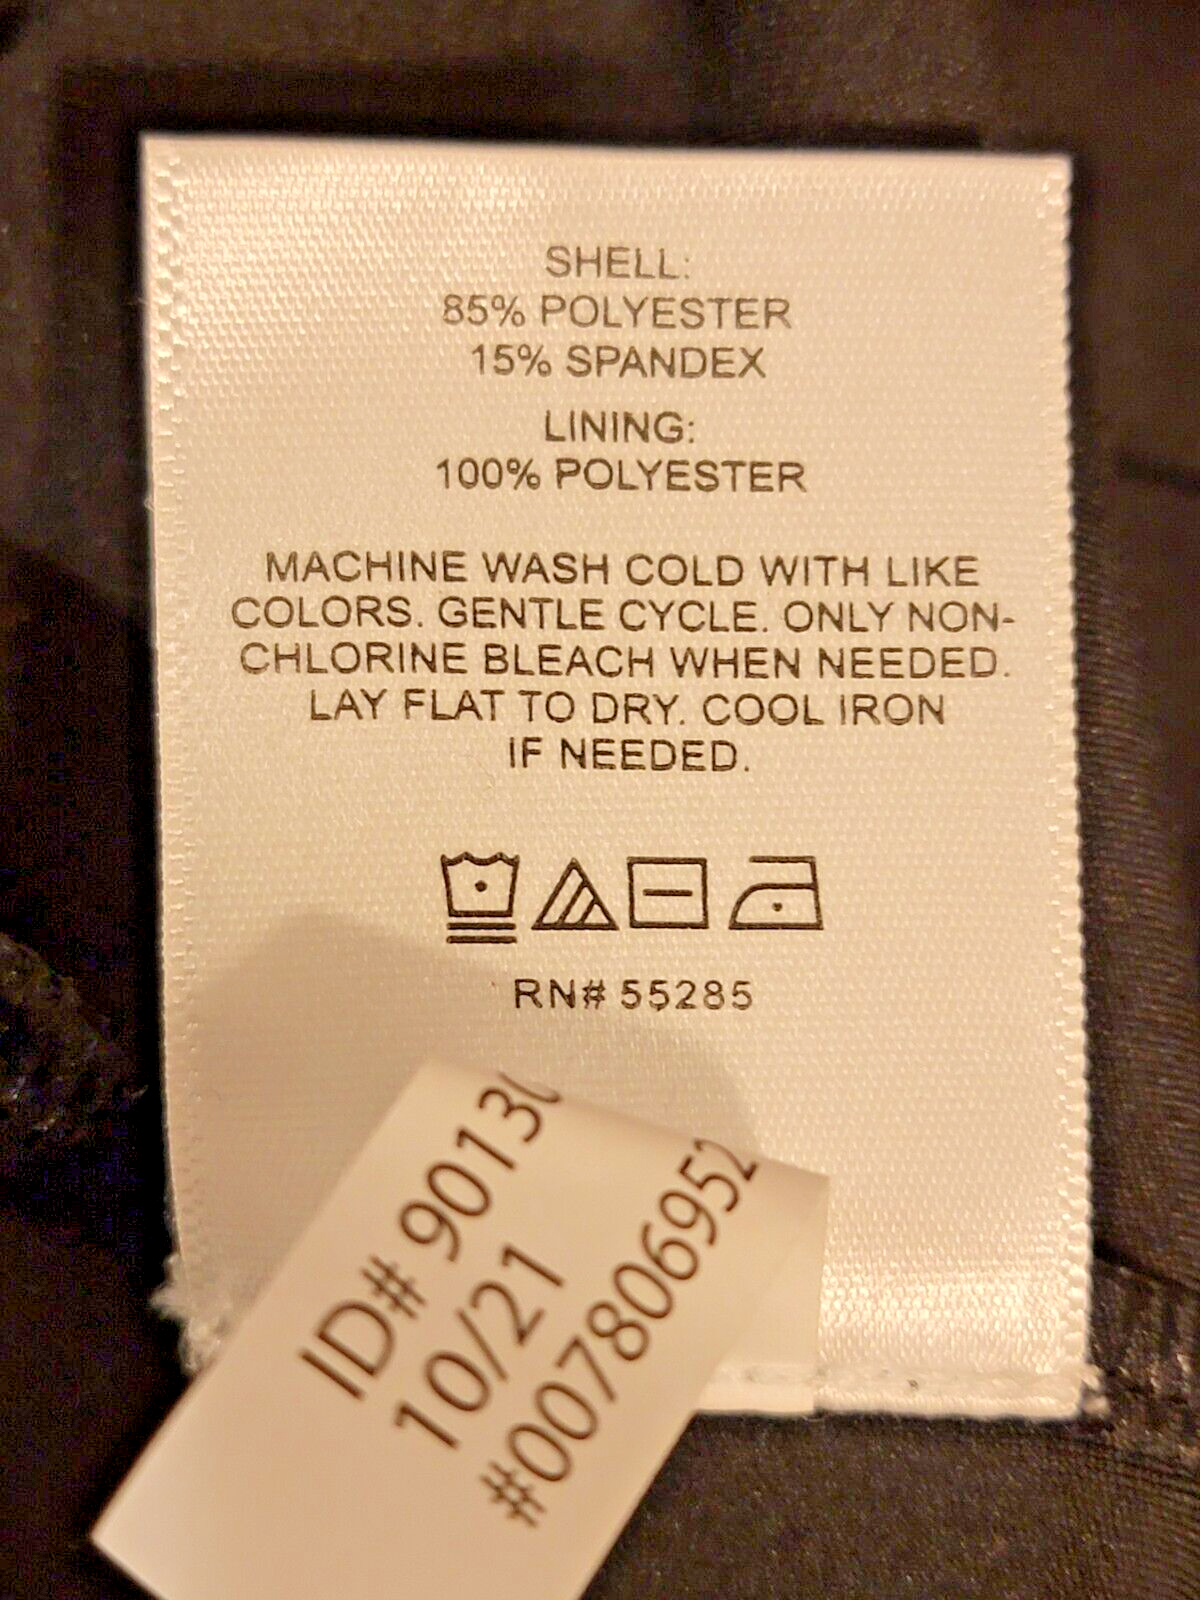 SHELL:
85% POLYESTER
15% SPANDEX
LINING:
100% POLYESTER
MACHINE WASH COLD WITH LIKE
COLORS. GENTLE CYCLE. ONLY NON-
CHLORINE BLEACH WHEN NEEDED.
LAY FLAT TO DRY. COOL IRON
IF NEEDED.
RN# 55285
ID# 9013
10/21
#007806952